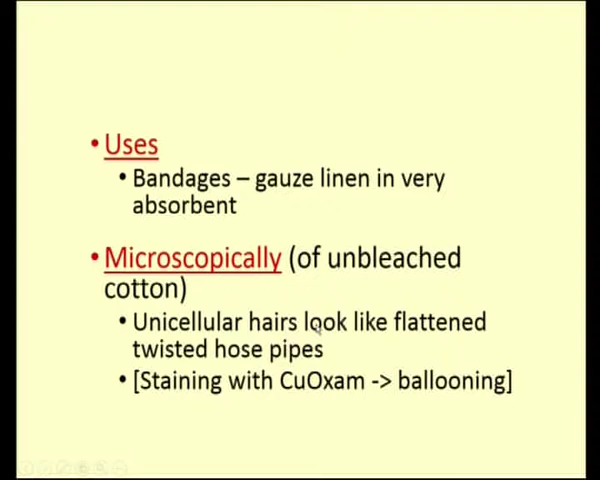 • Uses
• Bandages – gauze linen in very
absorbent
• Microscopically (of unbleached
cotton)
• Unicellular hairs look like flattened
twisted hose pipes
• [Staining with CuOxam -> ballooning]